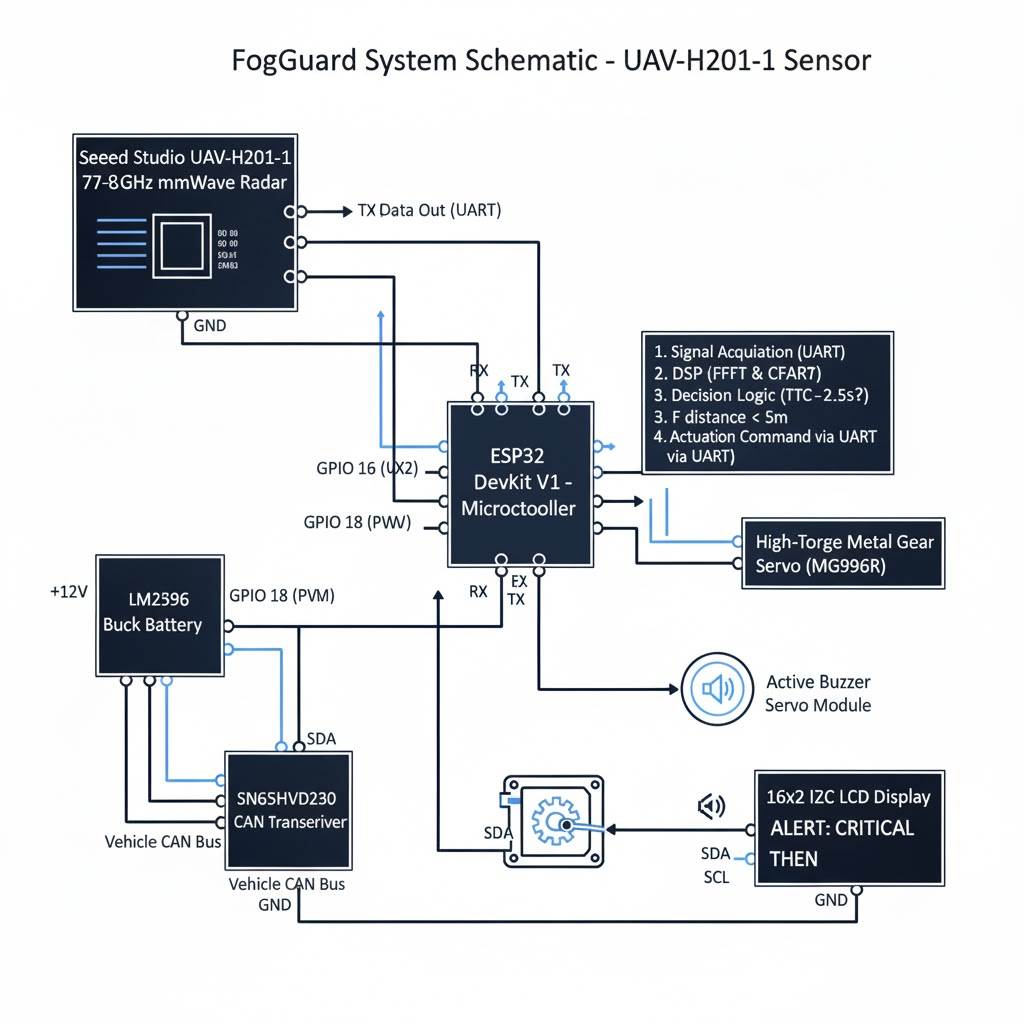 FogGuard System Schematic - UAV-H201-1 Sensor
Seeed Studio UAV-H201-1
77-8GHz mmWave Radar
TX Data Out (UART)
GND
RX
TX
TX
1. Signal Acquiation (UART)
2. DSP (FFFT & CFAR7)
3. Decision Logic (TTC-2.5s?)
3. F distance < 5m
4. Actuation Command via UART
via UART)
ESP32
Devkit V1 -
Microctooller
GPIO 16 (UX2)
GPIO 18 (PWV)
High-Torge Metal Gear
Servo (MG996R)
+12V
LM2596
Buck Battery
GPIO 18 (PVM)
RX
EX
TX
Active Buzzer
Servo Module
SDA
SN65HVD230
CAN Transeriver
Vehicle CAN Bus
Vehicle CAN Bus
GND
SDA
16x2 I2C LCD Display
ALERT: CRITICAL
THEN
SDA
SCL
GND